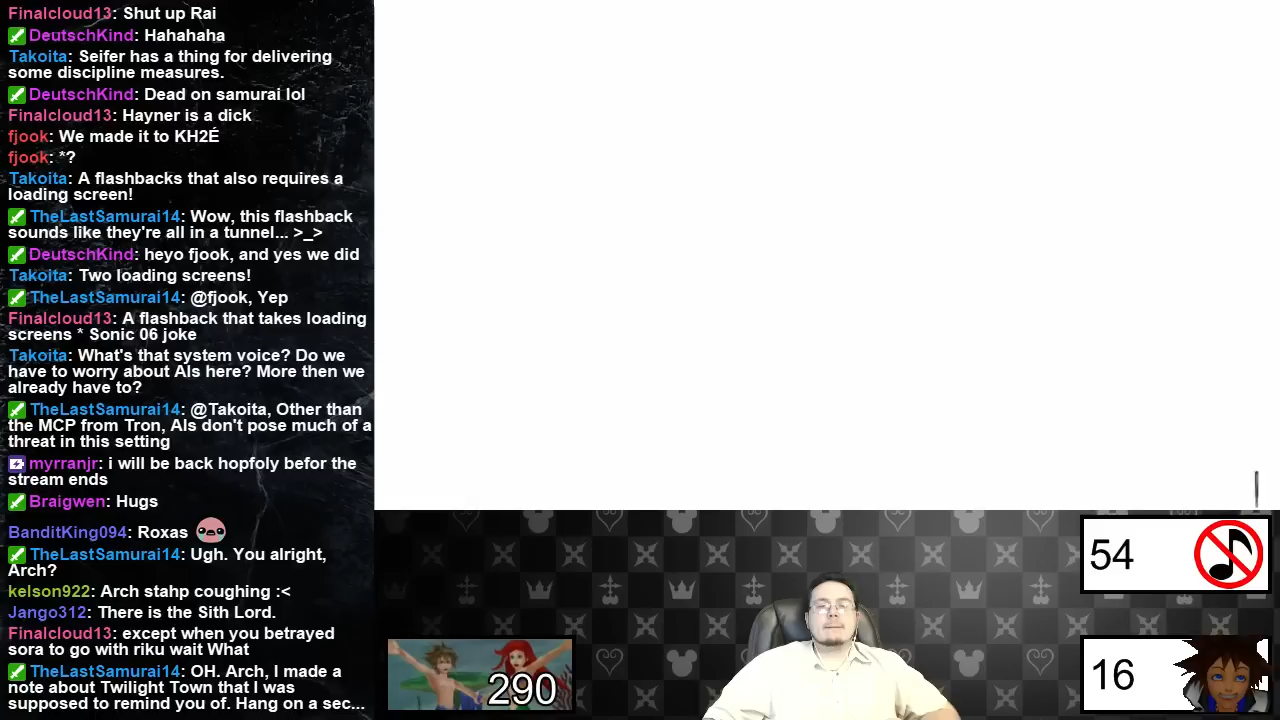 Finalcloud13: Shut up Rai
DeutschKind: Hahahaha
Takoita: Seifer has a thing for delivering
some discipline measures.
DeutschKind: Dead on samurai lol
Finalcloud13: Hayner is a dick
fjook: We made it to KH2É
fjook: *?
Takoita: A flashbacks that also requires a
loading screen!
TheLastSamurai14: Wow, this flashback
sounds like they're all in a tunnel... >_>
DeutschKind: heyo fjook, and yes we did
Takoita: Two loading screens!
TheLastSamurai14: @fjook, Yep
Finalcloud13: A flashback that takes loading
screens * Sonic 06 joke
Takoita: What's that system voice? Do we
have to worry about AIs here? More then we
already have to?
TheLastSamurai14: @Takoita, Other than
the MCP from Tron, AIs don't pose much of a
threat in this setting
myrranjr: i will be back hopfoly befor the
stream ends
Braigwen: Hugs
BanditKing094: Roxas
TheLastSamurai14: Ugh. You alright,
Arch?
kelson922: Arch stahp coughing :<
Jango312: There is the Sith Lord.
Finalcloud13: except when you betrayed
sora to go with riku wait What
TheLastSamurai14: OH. Arch, I made a
note about Twilight Town that I was
supposed to remind you of. Hang on a sec...
54
290
16